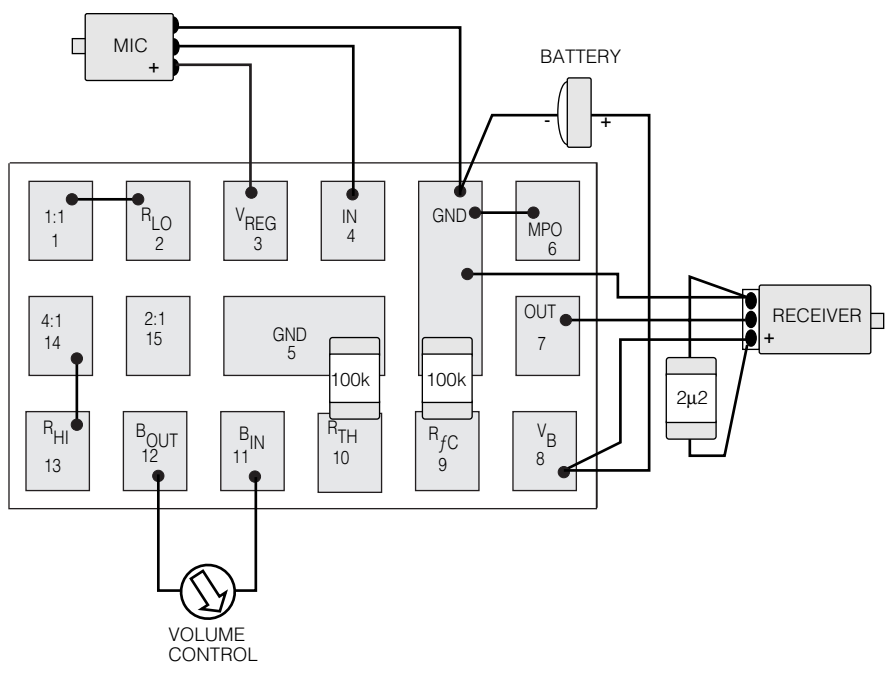 MIC
+
BATTERY
-
+
1:1
1
RLO
2
VREG
3
IN
4
GND
MPO
6
4:1
14
2:1
15
GND
5
OUT
7
RECEIVER
+
100k
100k
2µ2
RHI
13
BOUT
12
BIN
11
RTH
10
RƒC
9
VB
8
VOLUME
CONTROL